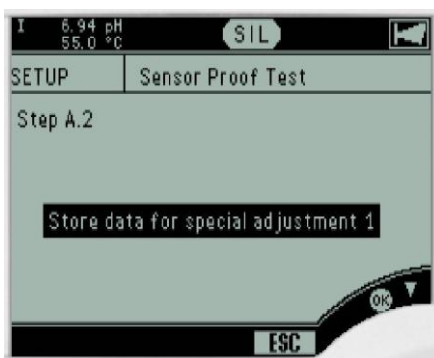 I 6.94 pH
55.0 °C
SIL
SETUP Sensor Proof Test
Step A.2
Store data for special adjustment 1
OK
ESC